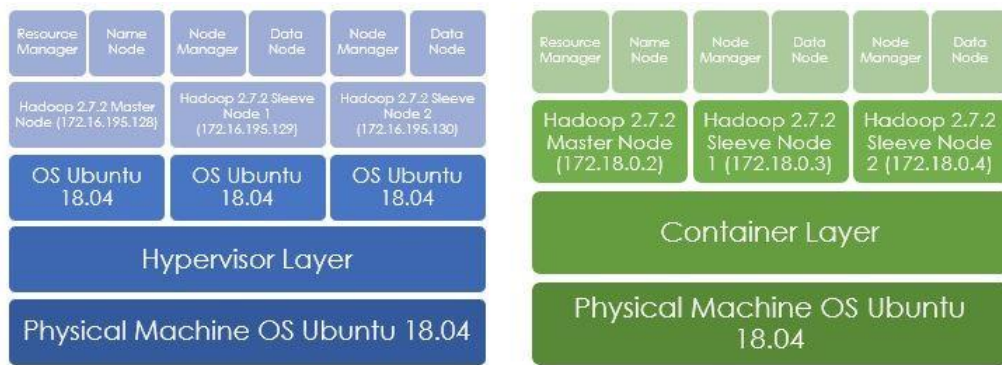 Resource
Manager
Name
Node
Node
Manager
Data
Node
Node
Manager
Data
Node
Hadoop 2.7.2 Master
Node (172.16.195.128)
Hadoop 2.7.2 Sleeve
Node 1
(172.16.195.129)
Hadoop 2.7.2 Sleeve
Node 2
(172.16.195.130)
OS Ubuntu
18.04
OS Ubuntu
18.04
OS Ubuntu
18.04
Hypervisor Layer
Physical Machine OS Ubuntu 18.04
Resource
Manager
Name
Node
Node
Manager
Data
Node
Node
Manager
Data
Node
Hadoop 2.7.2
Master Node
(172.18.0.2)
Hadoop 2.7.2
Sleeve Node
1 (172.18.0.3)
Hadoop 2.7.2
Sleeve Node
2 (172.18.0.4)
Container Layer
Physical Machine OS Ubuntu
18.04